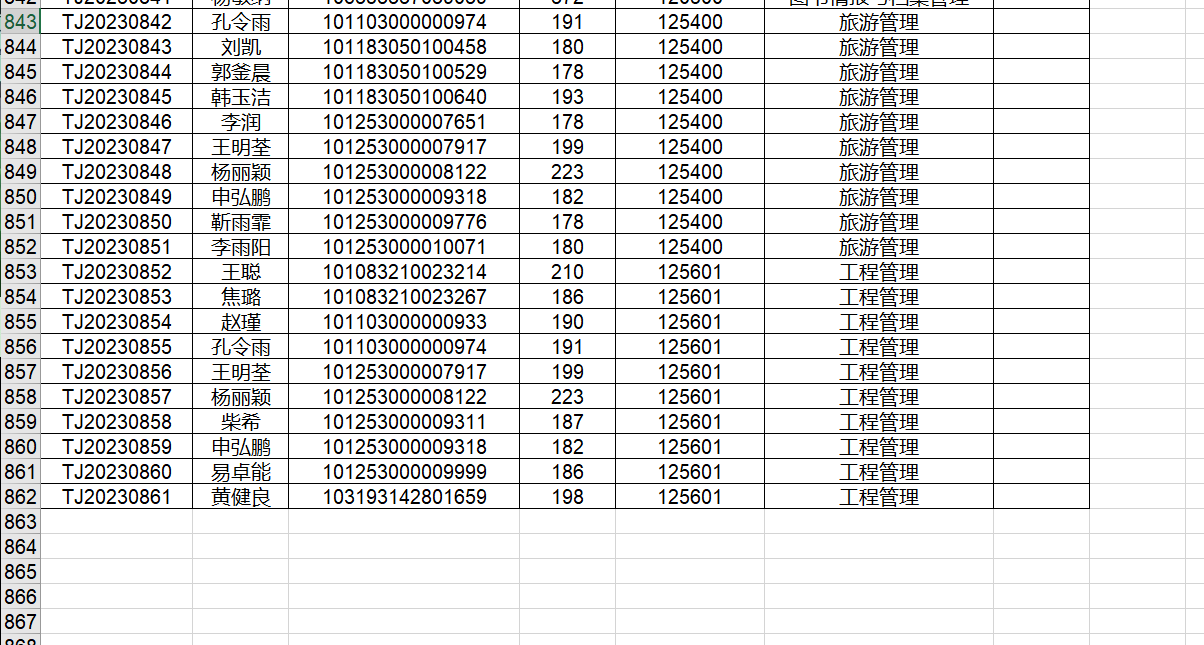 843 TJ20230842 孔令雨 101103000000974 191 125400 旅游管理
844 TJ20230843 刘凯 101183050100458 180 125400 旅游管理
845 TJ20230844 郭釜晨 101183050100529 178 125400 旅游管理
846 TJ20230845 韩玉洁 101183050100640 193 125400 旅游管理
847 TJ20230846 李润 101253000007651 178 125400 旅游管理
848 TJ20230847 王明荃 101253000007917 199 125400 旅游管理
849 TJ20230848 杨丽颖 101253000008122 223 125400 旅游管理
850 TJ20230849 申弘鹏 101253000009318 182 125400 旅游管理
851 TJ20230850 靳雨霏 101253000009776 178 125400 旅游管理
852 TJ20230851 李雨阳 101253000010071 180 125400 旅游管理
853 TJ20230852 王聪 101083210023214 210 125601 工程管理
854 TJ20230853 焦璐 101083210023267 186 125601 工程管理
855 TJ20230854 赵瑾 101103000000933 190 125601 工程管理
856 TJ20230855 孔令雨 101103000000974 191 125601 工程管理
857 TJ20230856 王明荃 101253000007917 199 125601 工程管理
858 TJ20230857 杨丽颖 101253000008122 223 125601 工程管理
859 TJ20230858 柴希 101253000009311 187 125601 工程管理
860 TJ20230859 申弘鹏 101253000009318 182 125601 工程管理
861 TJ20230860 易卓能 101253000009999 186 125601 工程管理
862 TJ20230861 黄健良 103193142801659 198 125601 工程管理
863
864
865
866
867